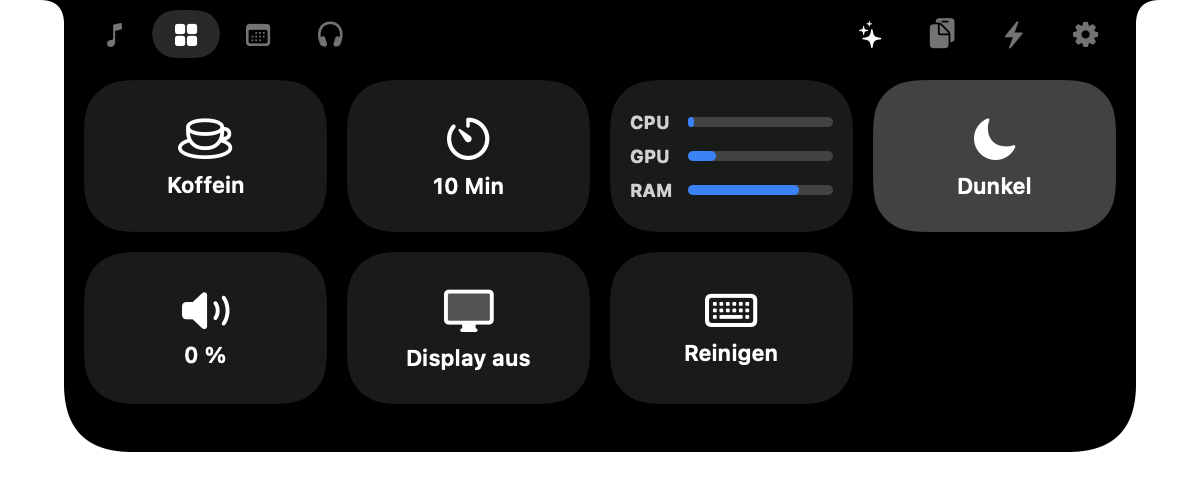 Koffein
10 Min
CPU
GPU
RAM
Dunkel
0 %
Display aus
Reinigen